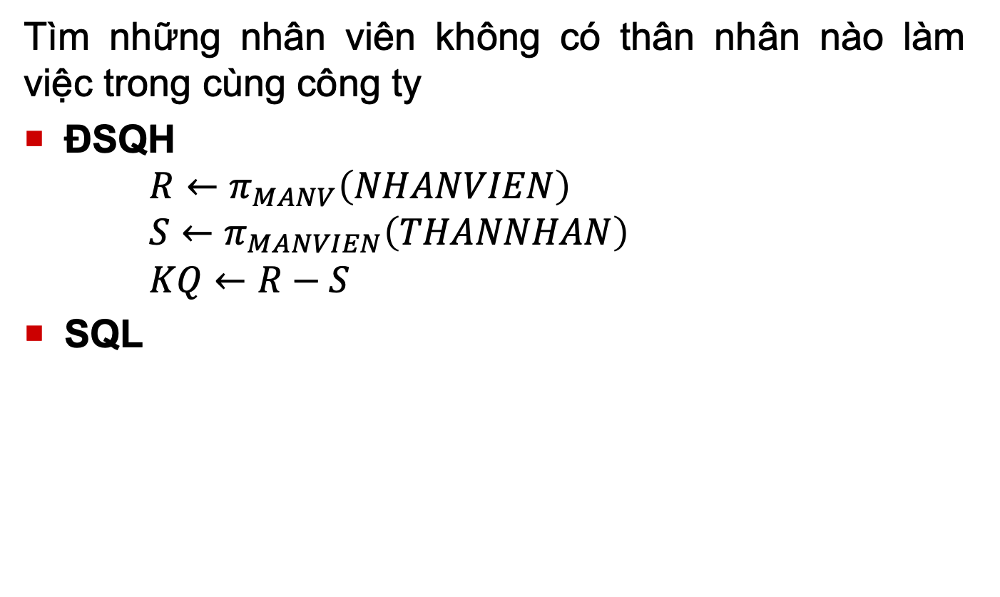 Tìm những nhân viên không có thân nhân nào làm
việc trong cùng công ty
▪ ĐSQH
R ← π_MANV(NHANVIEN)
S ← π_MANVIEN(THANNHAN)
KQ ← R − S
▪ SQL